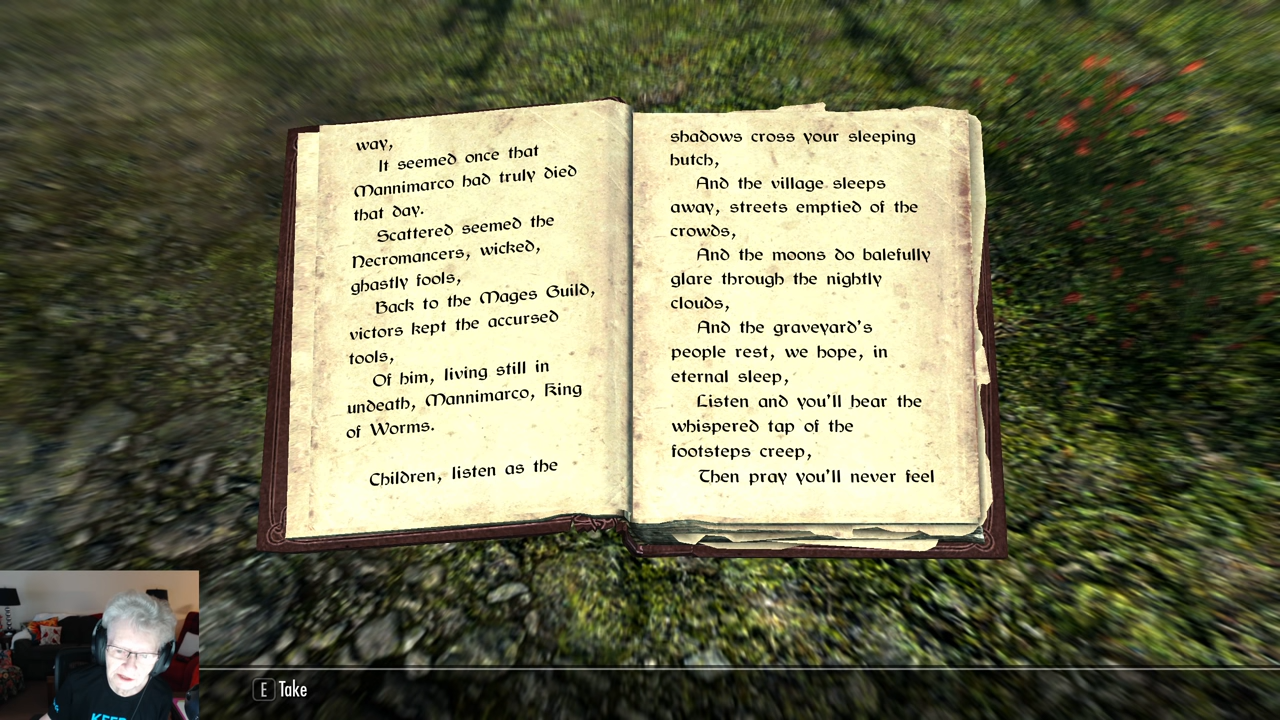 way,
It seemed once that
Mannimarco had truly died
that day.
Scattered seemed the
Necromancers, wicked,
ghastly fools,
Back to the Mages Guild,
victors kept the accursed
tools,
Of him, living still in
undeath, Mannimarco, King
of Worms.
Children, listen as the
shadows cross your sleeping
hutch,
And the village sleeps
away, streets emptied of the
crowds,
And the moons do balefully
glare through the nightly
clouds,
And the graveyard's
people rest, we hope, in
eternal sleep,
Listen and you'll hear the
whispered tap of the
footsteps creep,
Then pray you'll never feel
KEEP
E Take